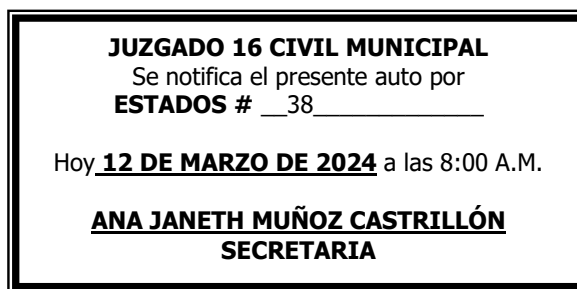 JUZGADO 16 CIVIL MUNICIPAL
Se notifica el presente auto por
ESTADOS # __38_____________
Hoy 12 DE MARZO DE 2024 a las 8:00 A.M.
ANA JANETH MUÑOZ CASTRILLÓN
SECRETARIA